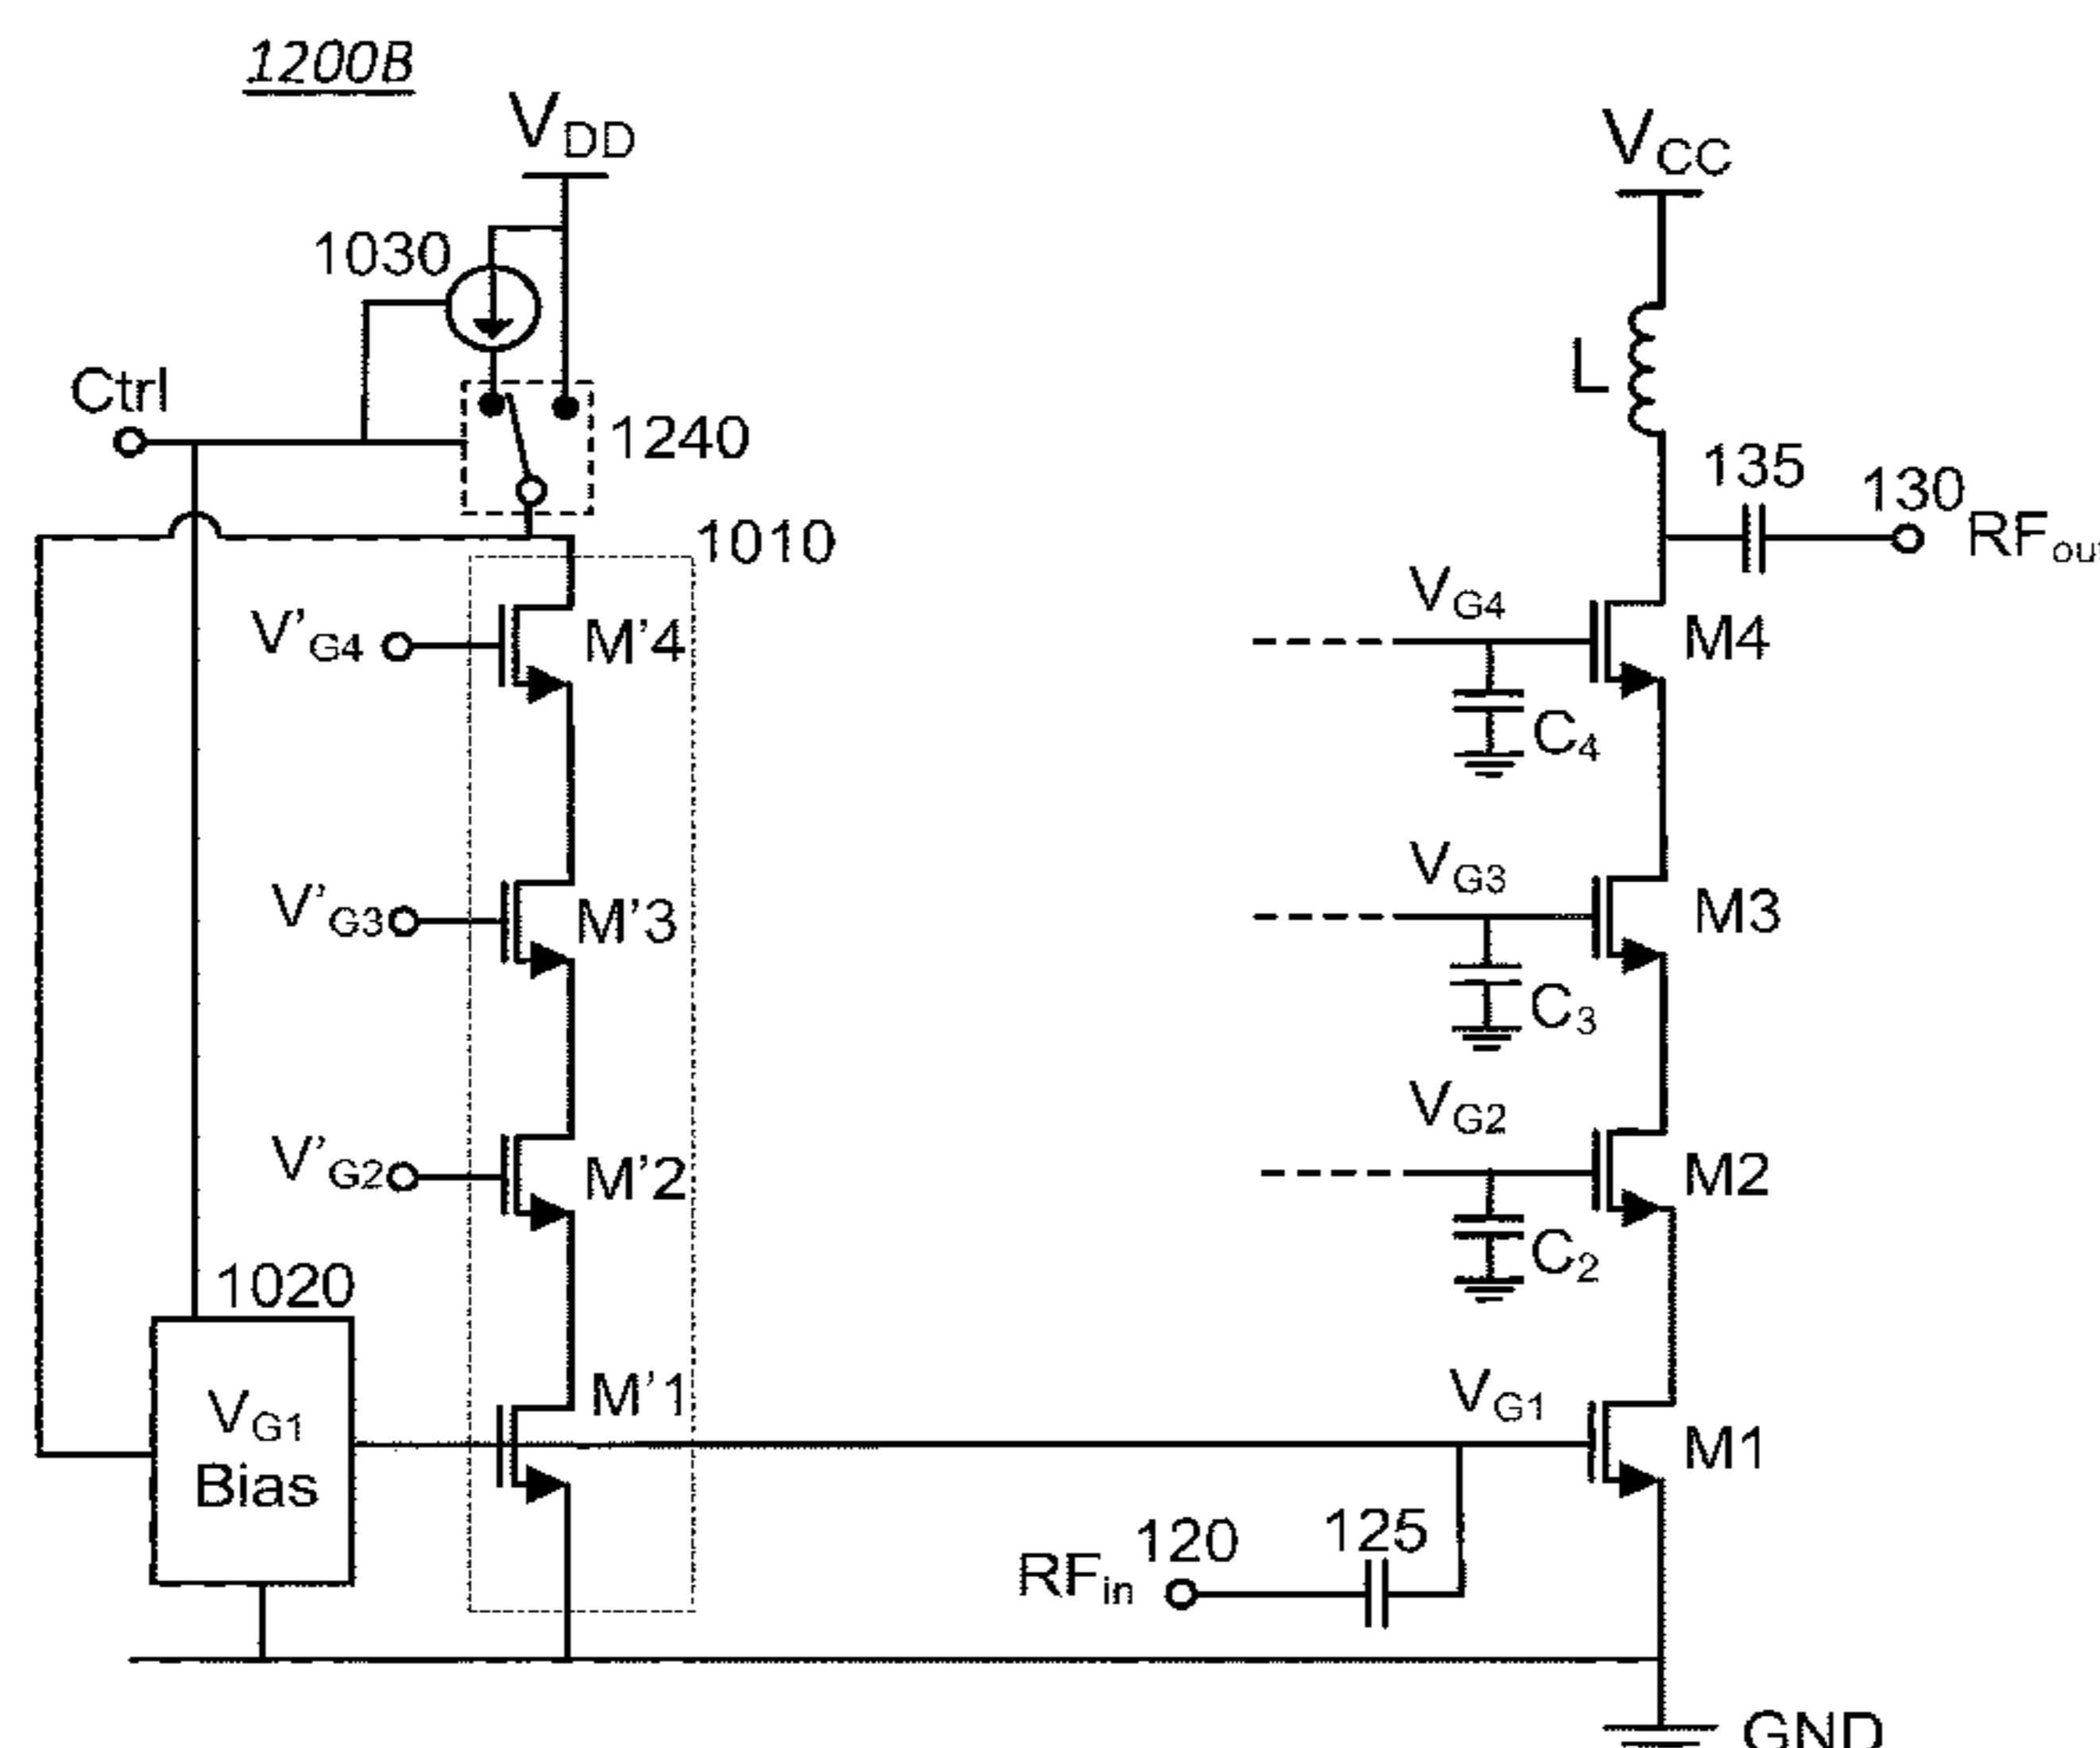 1200B
VDD
VCC
1030
Ctrl
1240
L
135
130
RFout
1010
V'G4
M'4
VG4
M4
C4
V'G3
M'3
VG3
M3
C3
V'G2
M'2
VG2
M2
C2
1020
VG1
Bias
M'1
VG1
M1
RFin
120
125
GND